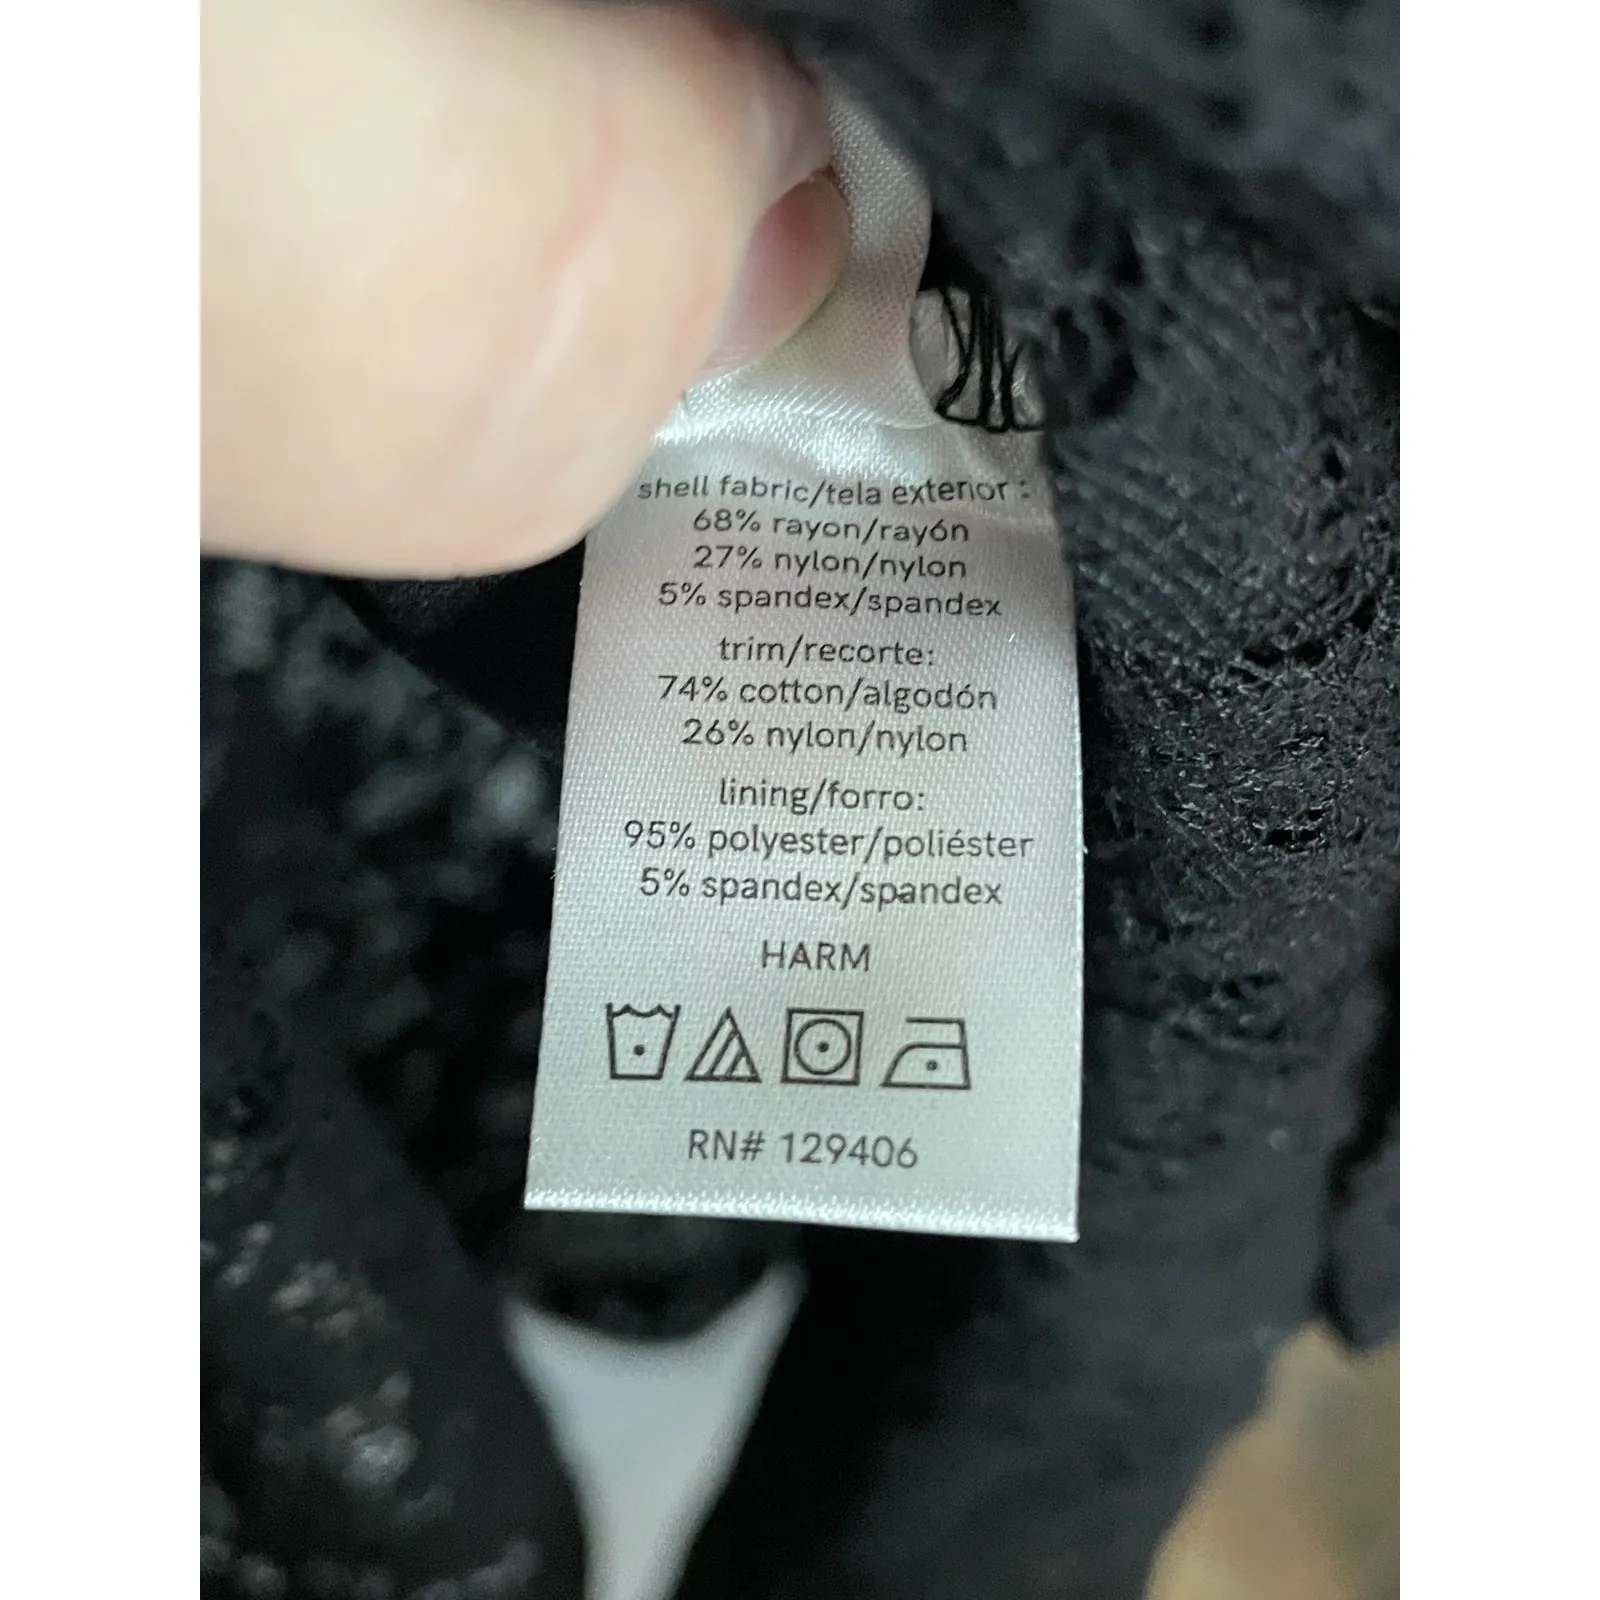 shell fabric/tela exterior :
68% rayon/rayón
27% nylon/nylon
5% spandex/spandex
trim/recorte:
74% cotton/algodón
26% nylon/nylon
lining/forro:
95% polyester/poliéster
5% spandex/spandex
HARM
RN# 129406